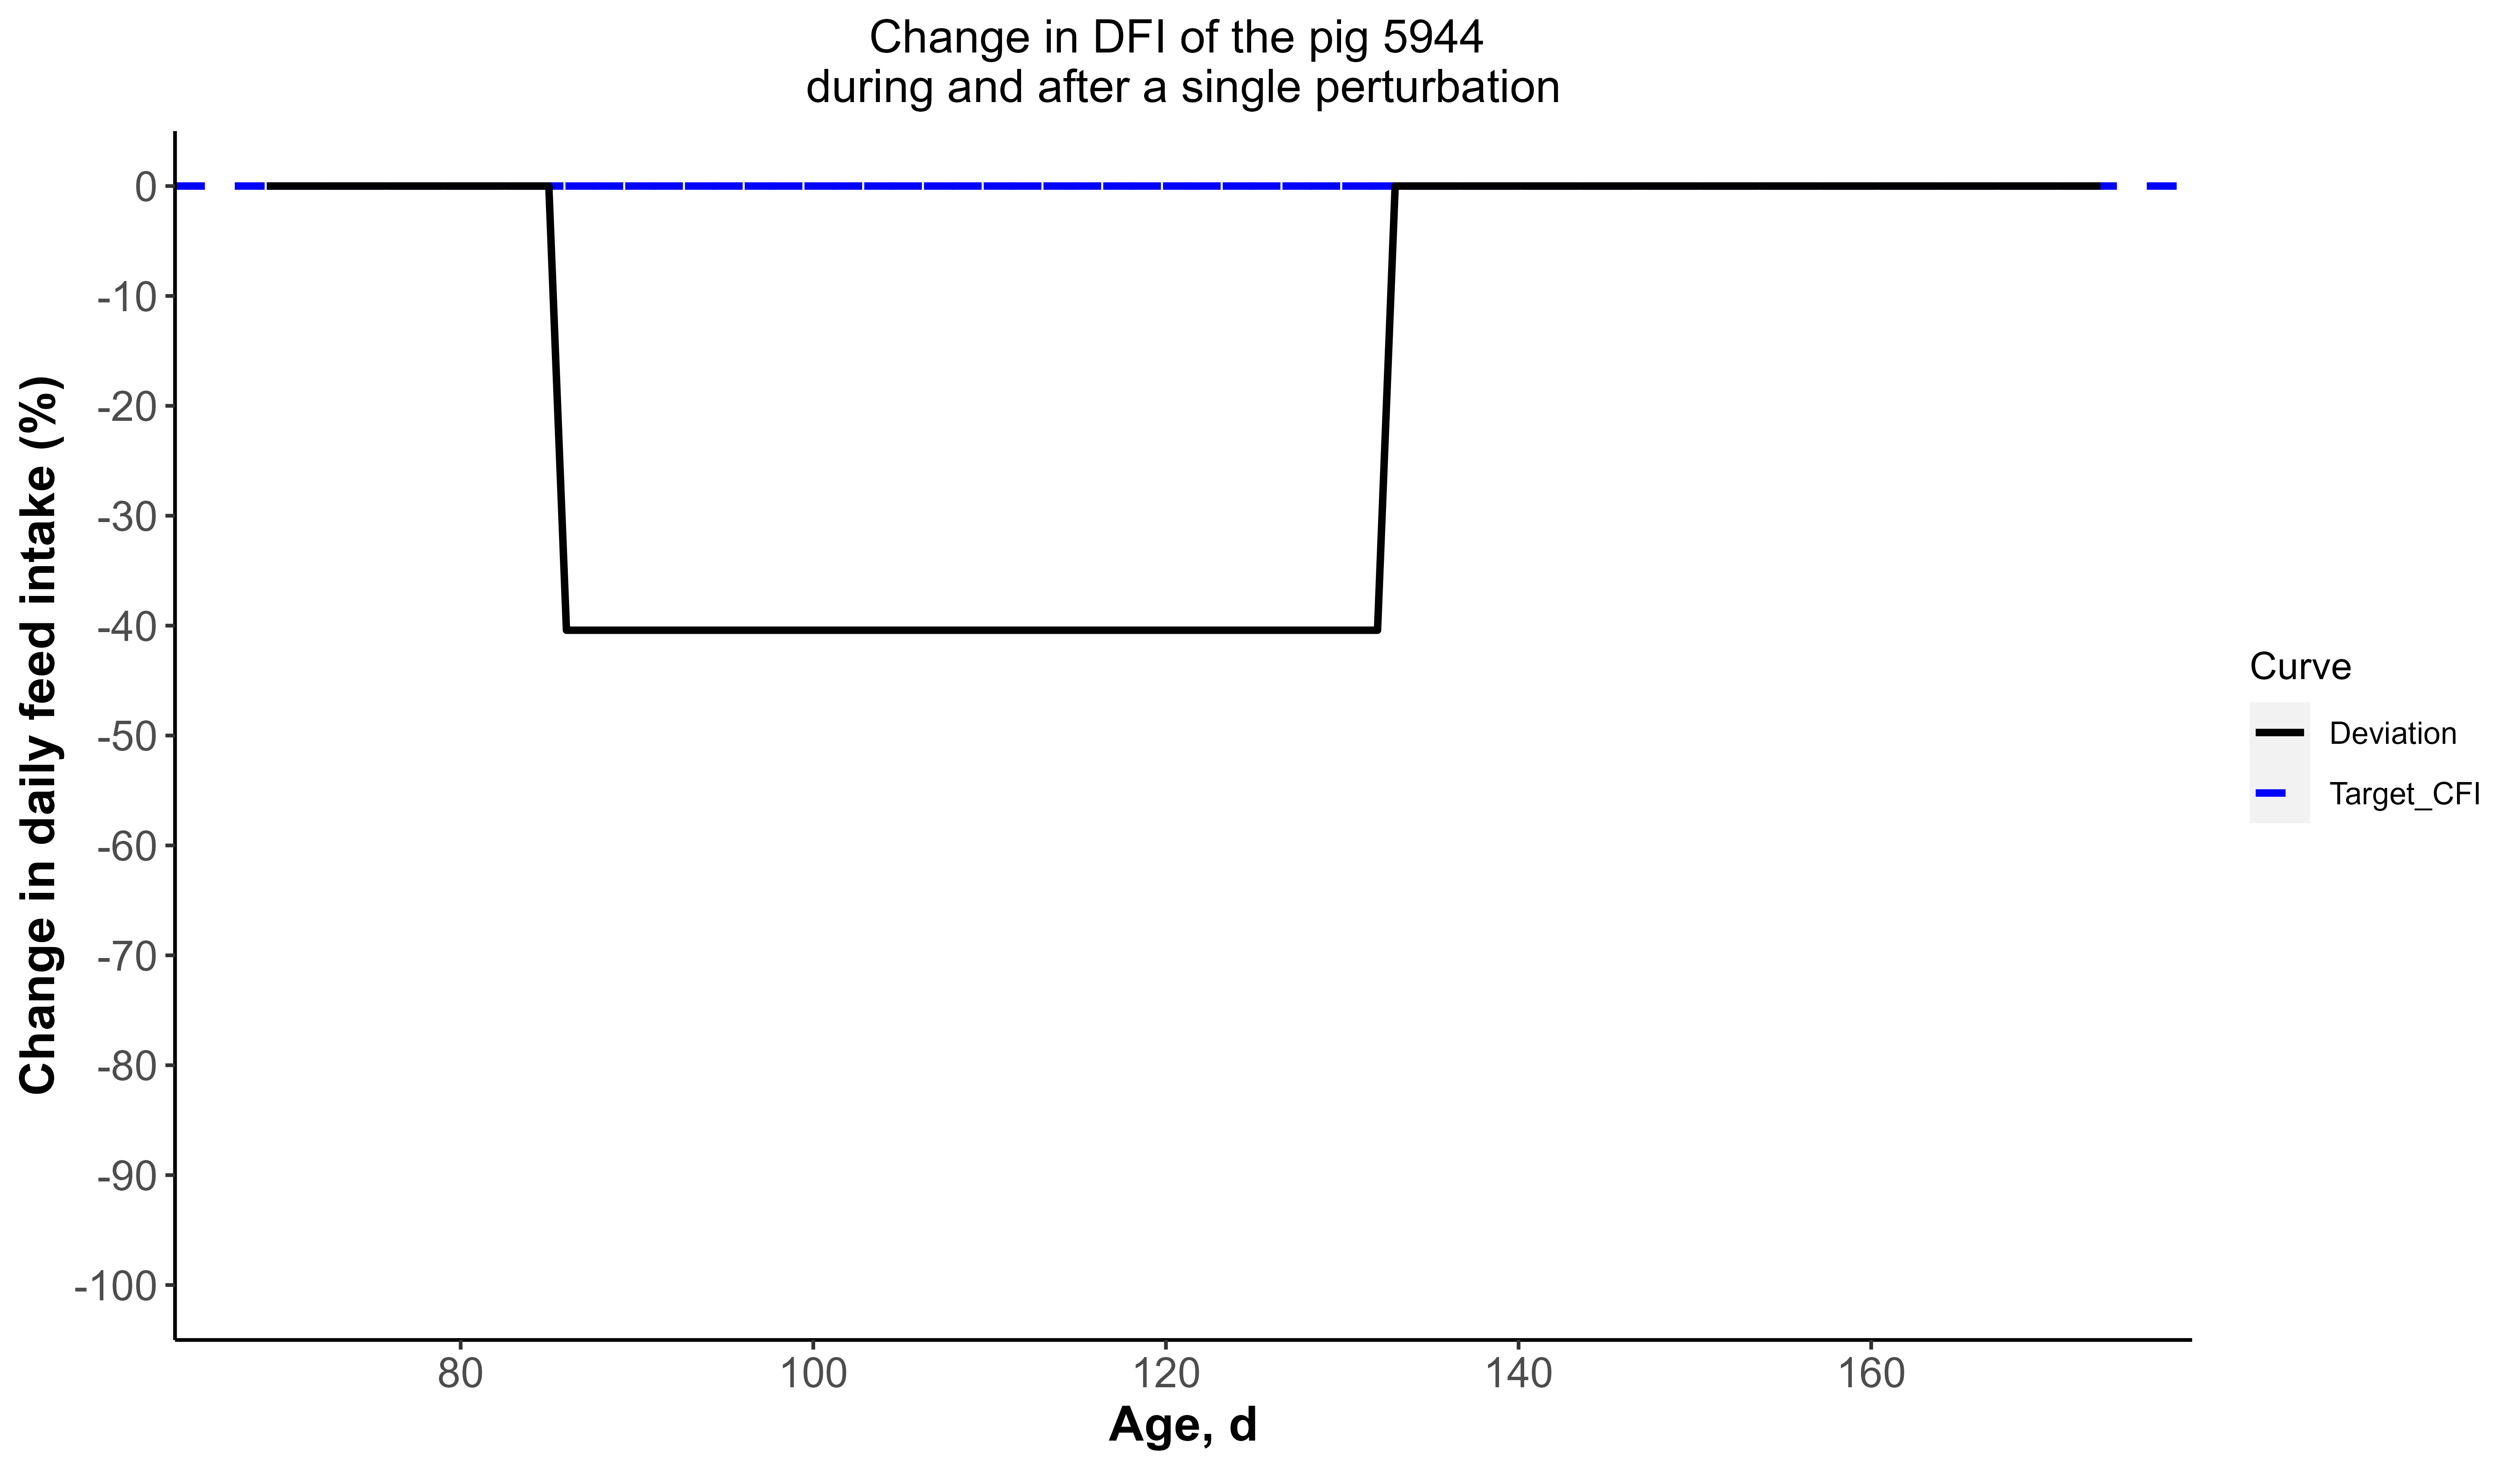 Change in DFI of the pig 5944
during and after a single perturbation
Change in daily feed intake (%)
0
-10
-20
-30
-40
-50
-60
-70
-80
-90
-100
80 100 120 140 160
Age, d
Curve
Deviation
Target_CFI